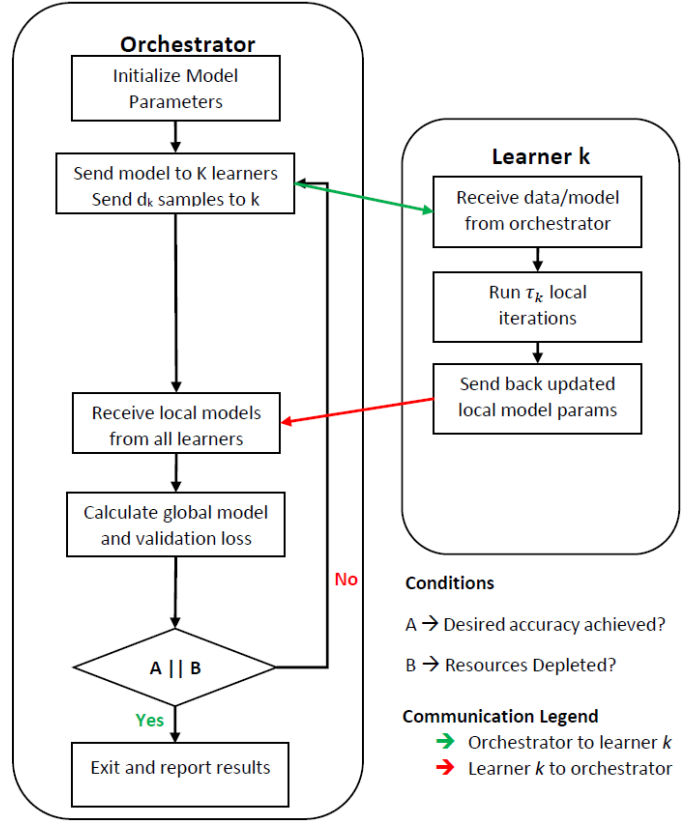 Orchestrator
Initialize Model
Parameters
Send model to K learners
Send dₖ samples to k
Receive local models
from all learners
Calculate global model
and validation loss
No
A || B
Yes
Exit and report results
Learner k
Receive data/model
from orchestrator
Run τₖ local
iterations
Send back updated
local model params
Conditions
A → Desired accuracy achieved?
B → Resources Depleted?
Communication Legend
→ Orchestrator to learner k
→ Learner k to orchestrator